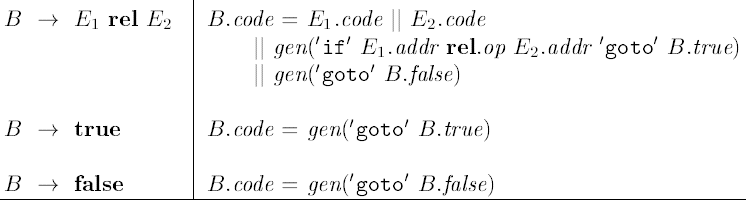 B → E₁ rel E₂ B.code = E₁.code || E₂.code
|| gen('if' E₁.addr rel.op E₂.addr 'goto' B.true)
|| gen('goto' B.false)
B → true B.code = gen('goto' B.true)
B → false B.code = gen('goto' B.false)